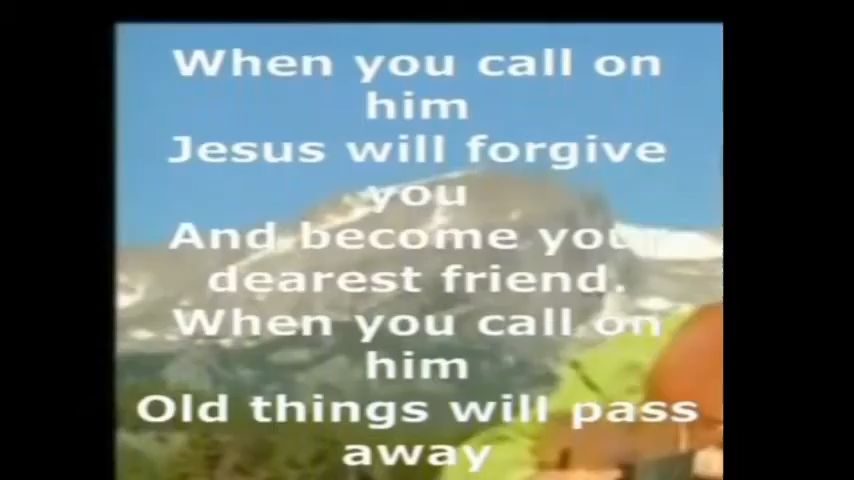 When you call on
him
Jesus will forgive
you
And become your
dearest friend.
When you call on
him
Old things will pass
away